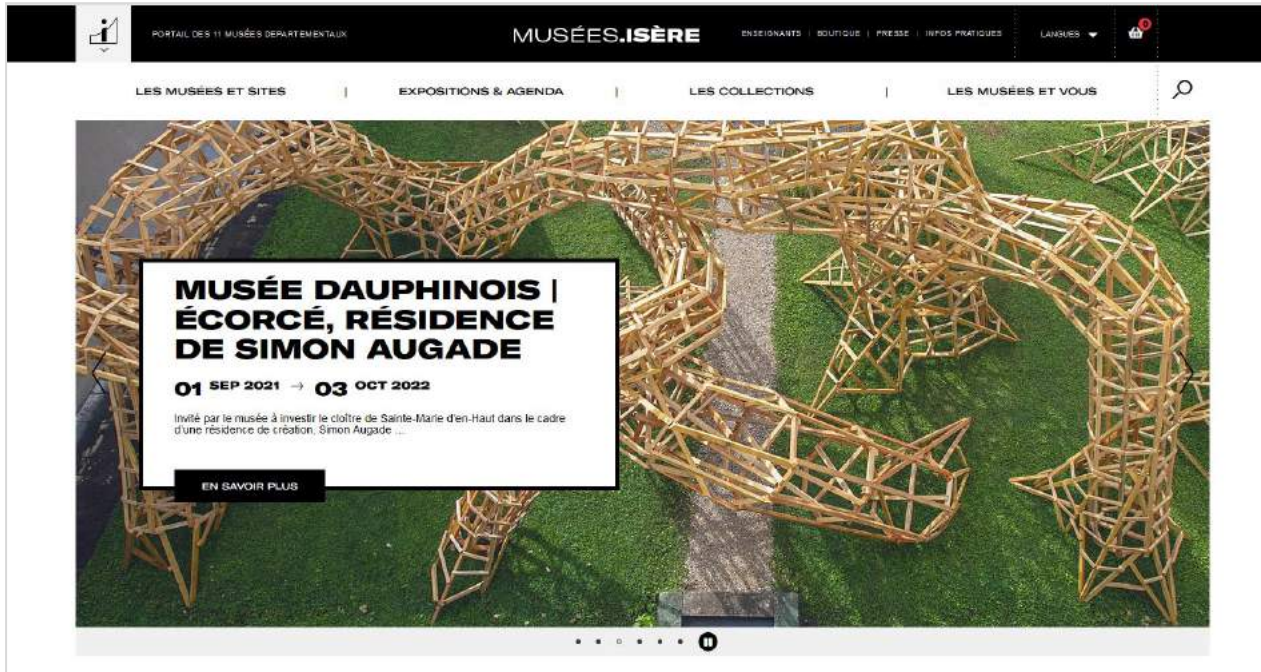 PORTAIL DES 11 MUSÉES DEPARTEMENTAUX
MUSÉES.ISÈRE
ENSEIGNANTS | BOUTIQUE | PRESSE | INFOS PRATIQUES
LANGUES
0
LES MUSÉES ET SITES | EXPOSITIONS & AGENDA | LES COLLECTIONS | LES MUSÉES ET VOUS
MUSÉE DAUPHINOIS |
ÉCORCÉ, RÉSIDENCE
DE SIMON AUGADE
01 SEP 2021 → 03 OCT 2022
Invité par le musée à investir le cloître de Sainte-Marie d'en-Haut dans le cadre
d'une résidence de création, Simon Augade ...
EN SAVOIR PLUS